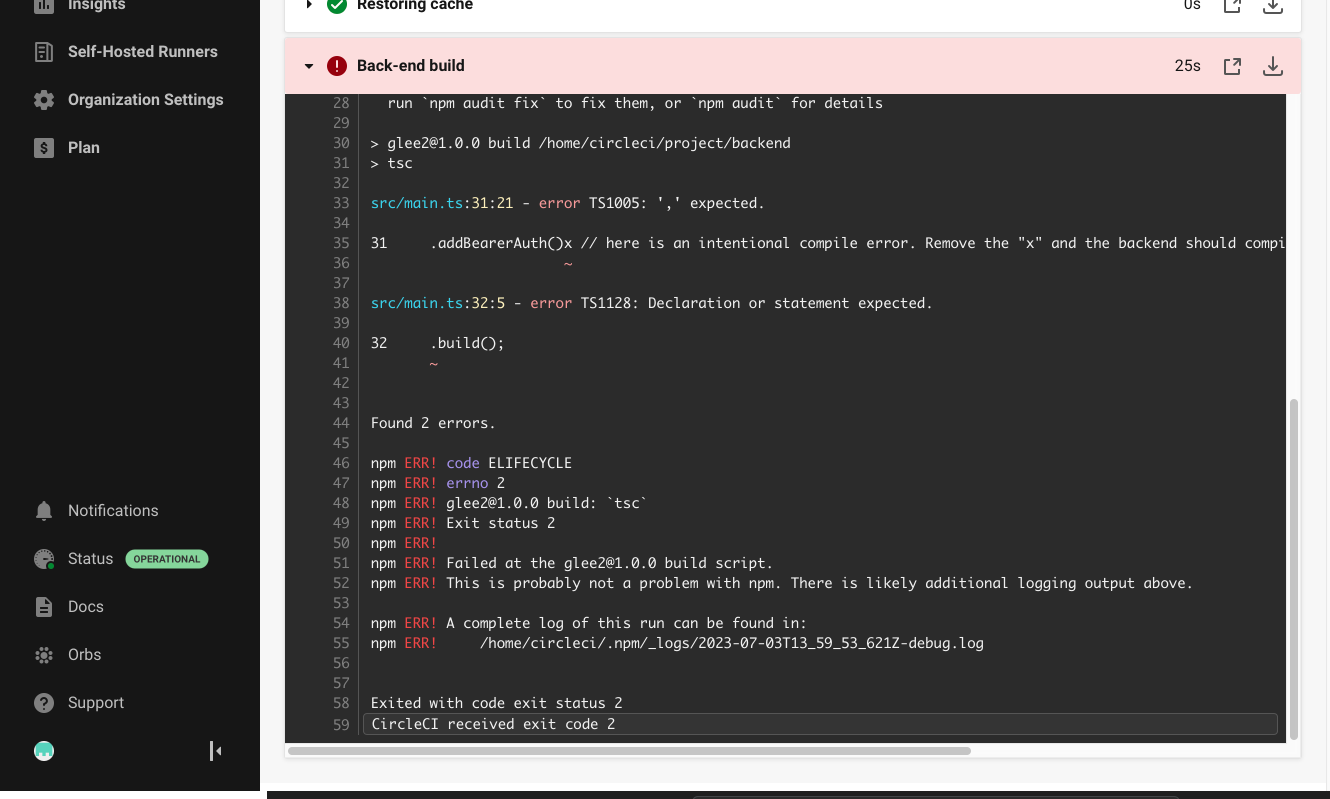 Insights
Self-Hosted Runners
Organization Settings
Plan
Notifications
Status OPERATIONAL
Docs
Orbs
Support
Restoring cache 0s
Back-end build 25s
28 run `npm audit fix` to fix them, or `npm audit` for details
29
30 > glee2@1.0.0 build /home/circleci/project/backend
31 > tsc
32
33 src/main.ts:31:21 - error TS1005: ',' expected.
34
35 31     .addBearerAuth()x // here is an intentional compile error. Remove the "x" and the backend should compi
36 ~
37
38 src/main.ts:32:5 - error TS1128: Declaration or statement expected.
39
40 32     .build();
41 ~
42
43
44 Found 2 errors.
45
46 npm ERR! code ELIFECYCLE
47 npm ERR! errno 2
48 npm ERR! glee2@1.0.0 build: `tsc`
49 npm ERR! Exit status 2
50 npm ERR!
51 npm ERR! Failed at the glee2@1.0.0 build script.
52 npm ERR! This is probably not a problem with npm. There is likely additional logging output above.
53
54 npm ERR! A complete log of this run can be found in:
55 npm ERR!     /home/circleci/.npm/_logs/2023-07-03T13_59_53_621Z-debug.log
56
57
58 Exited with code exit status 2
59 CircleCI received exit code 2